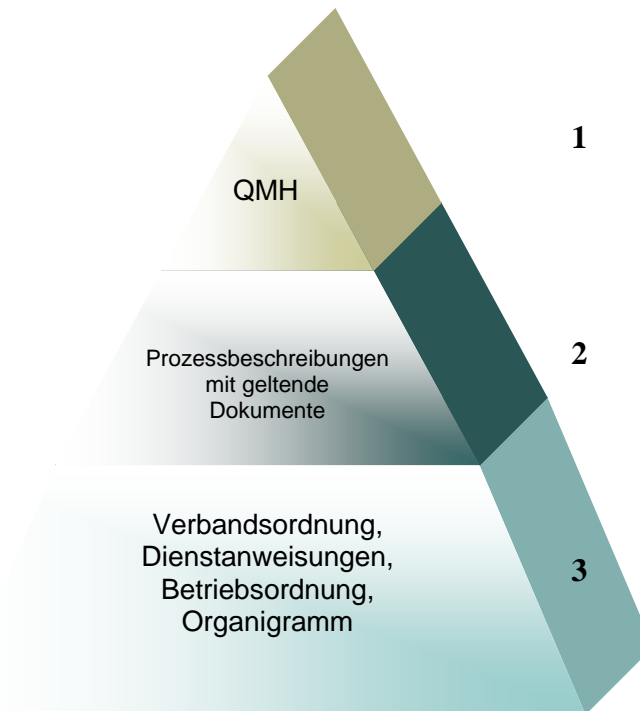 1
QMH
2
Prozessbeschreibungen
mit geltende
Dokumente
Verbandsordnung,
Dienstanweisungen,
Betriebsordnung,
Organigramm
3